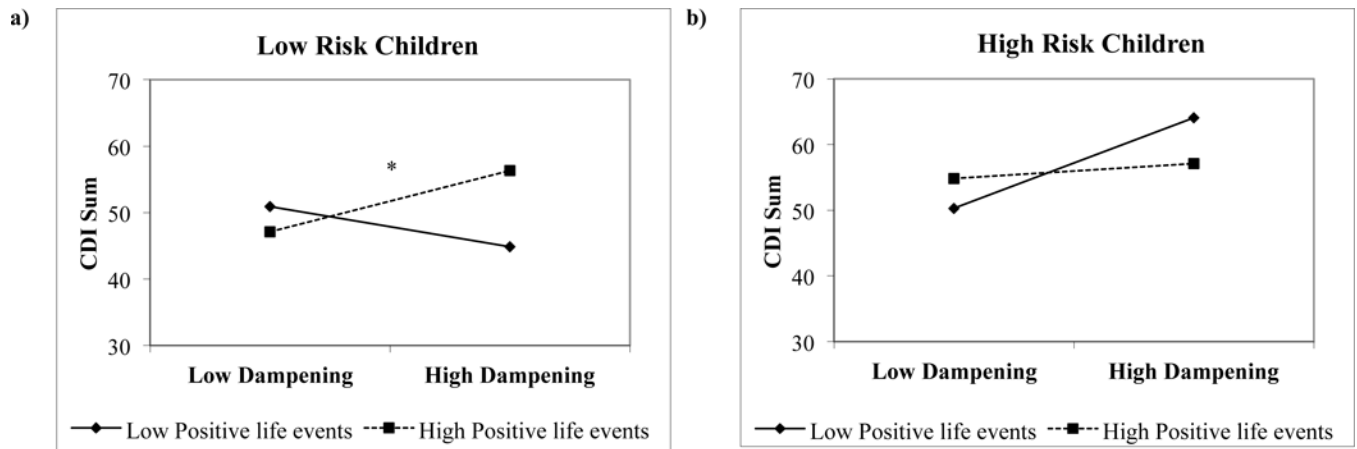 a)
Low Risk Children
70
60
50
40
30
CDI Sum
*
Low Dampening High Dampening
Low Positive life events High Positive life events
b)
High Risk Children
70
60
50
40
30
CDI Sum
Low Dampening High Dampening
Low Positive life events High Positive life events